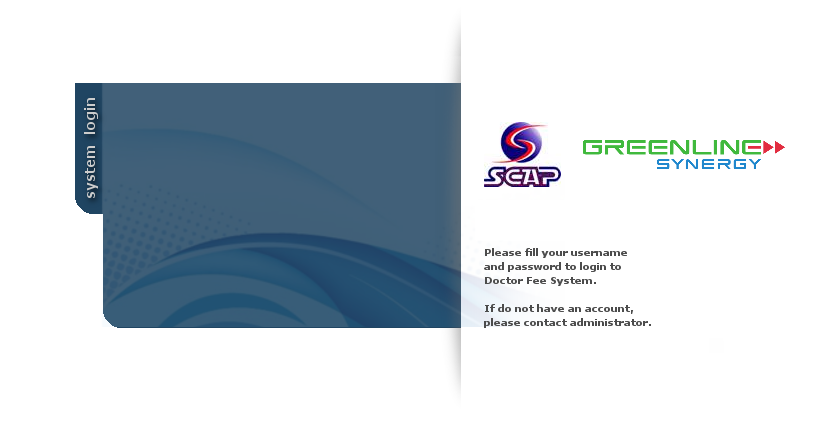 system login
SCAP
GREENLINE
SYNERGY
Please fill your username
and password to login to
Doctor Fee System.
If do not have an account,
please contact administrator.